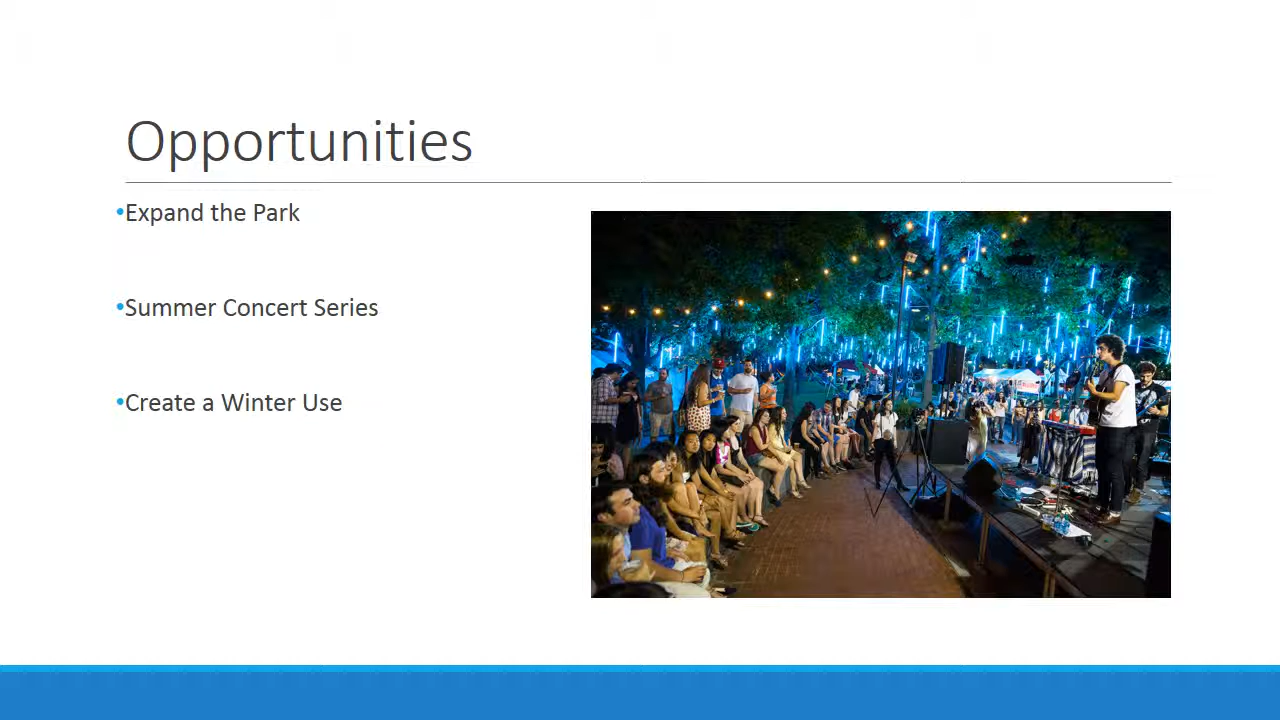 Opportunities
•Expand the Park
•Summer Concert Series
•Create a Winter Use